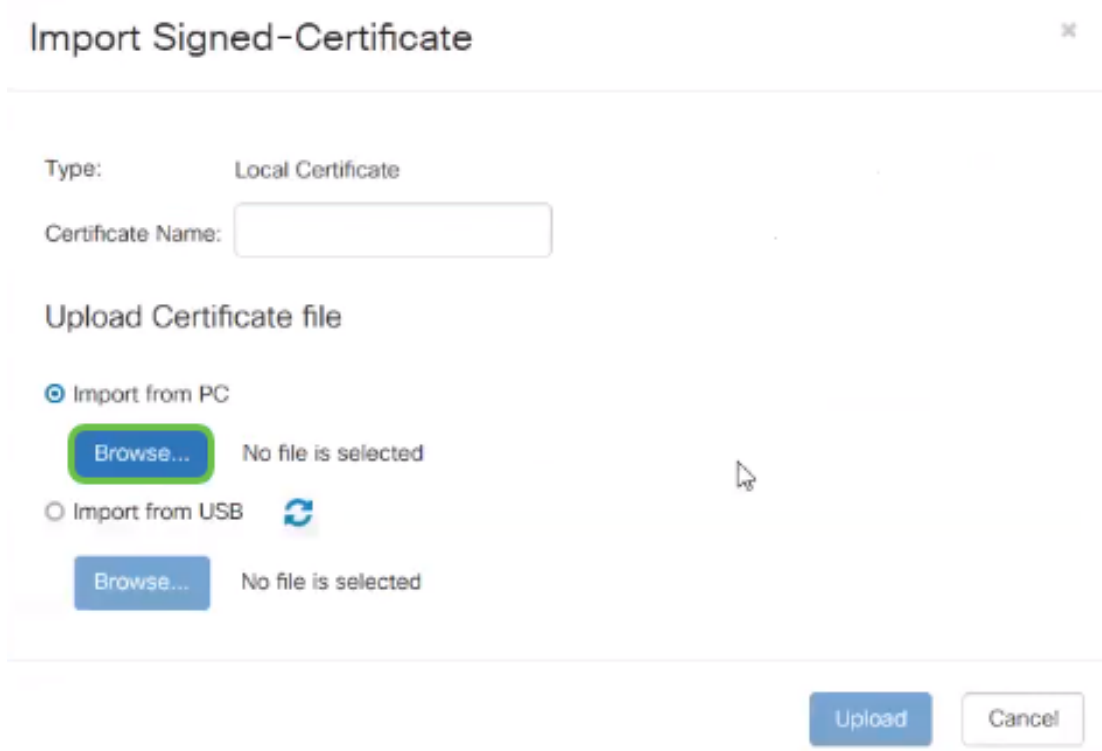 Import Signed-Certificate
Type: Local Certificate
Certificate Name:
Upload Certificate file
Import from PC
Browse... No file is selected
Import from USB
Browse... No file is selected
Upload Cancel